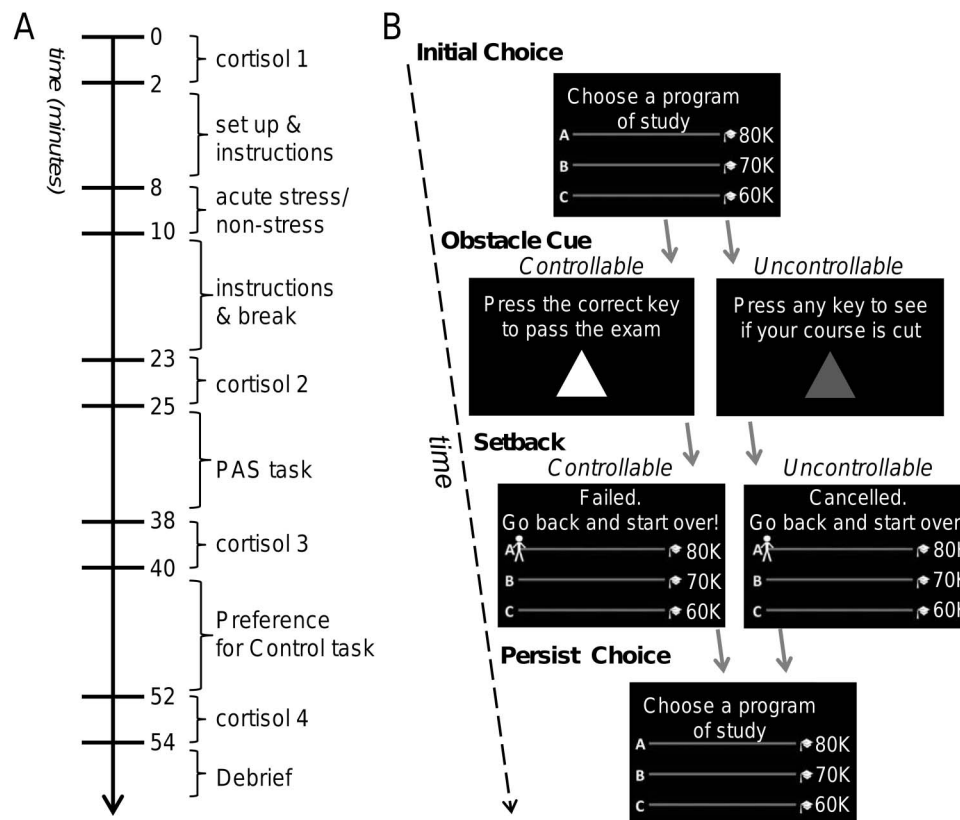 A
time (minutes)
0
cortisol 1
2
set up &
instructions
8
acute stress/
non-stress
10
instructions
& break
23
cortisol 2
25
PAS task
38
cortisol 3
40
Preference
for Control task
52
cortisol 4
54
Debrief
B
Initial Choice
time
Choose a program
of study
A 80K
B 70K
C 60K
Obstacle Cue
Controllable
Press the correct key
to pass the exam
Uncontrollable
Press any key to see
if your course is cut
Setback
Controllable
Failed.
Go back and start over!
A 80K
B 70K
C 60K
Uncontrollable
Cancelled.
Go back and start over
A 80K
B 70K
C 60K
Persist Choice
Choose a program
of study
A 80K
B 70K
C 60K